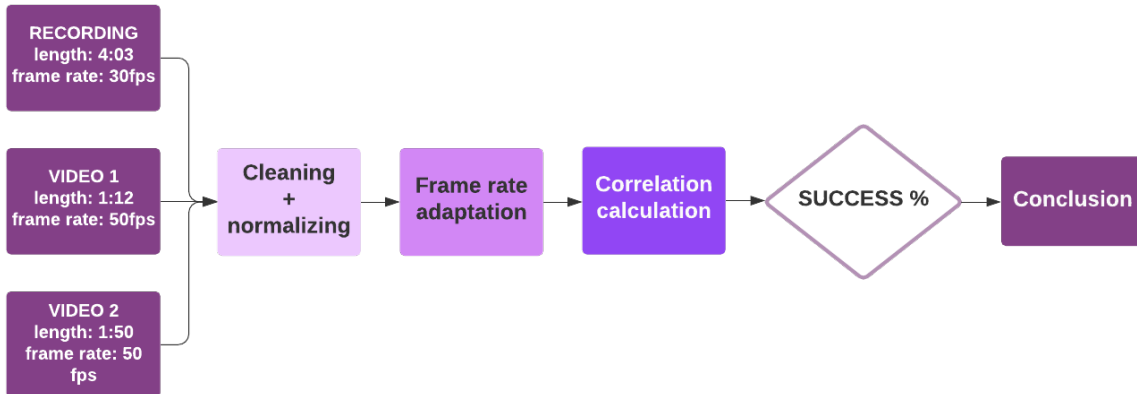 RECORDING
length: 4:03
frame rate: 30fps
VIDEO 1
length: 1:12
frame rate: 50fps
VIDEO 2
length: 1:50
frame rate: 50
fps
Cleaning
+
normalizing
Frame rate
adaptation
Correlation
calculation
SUCCESS %
Conclusion